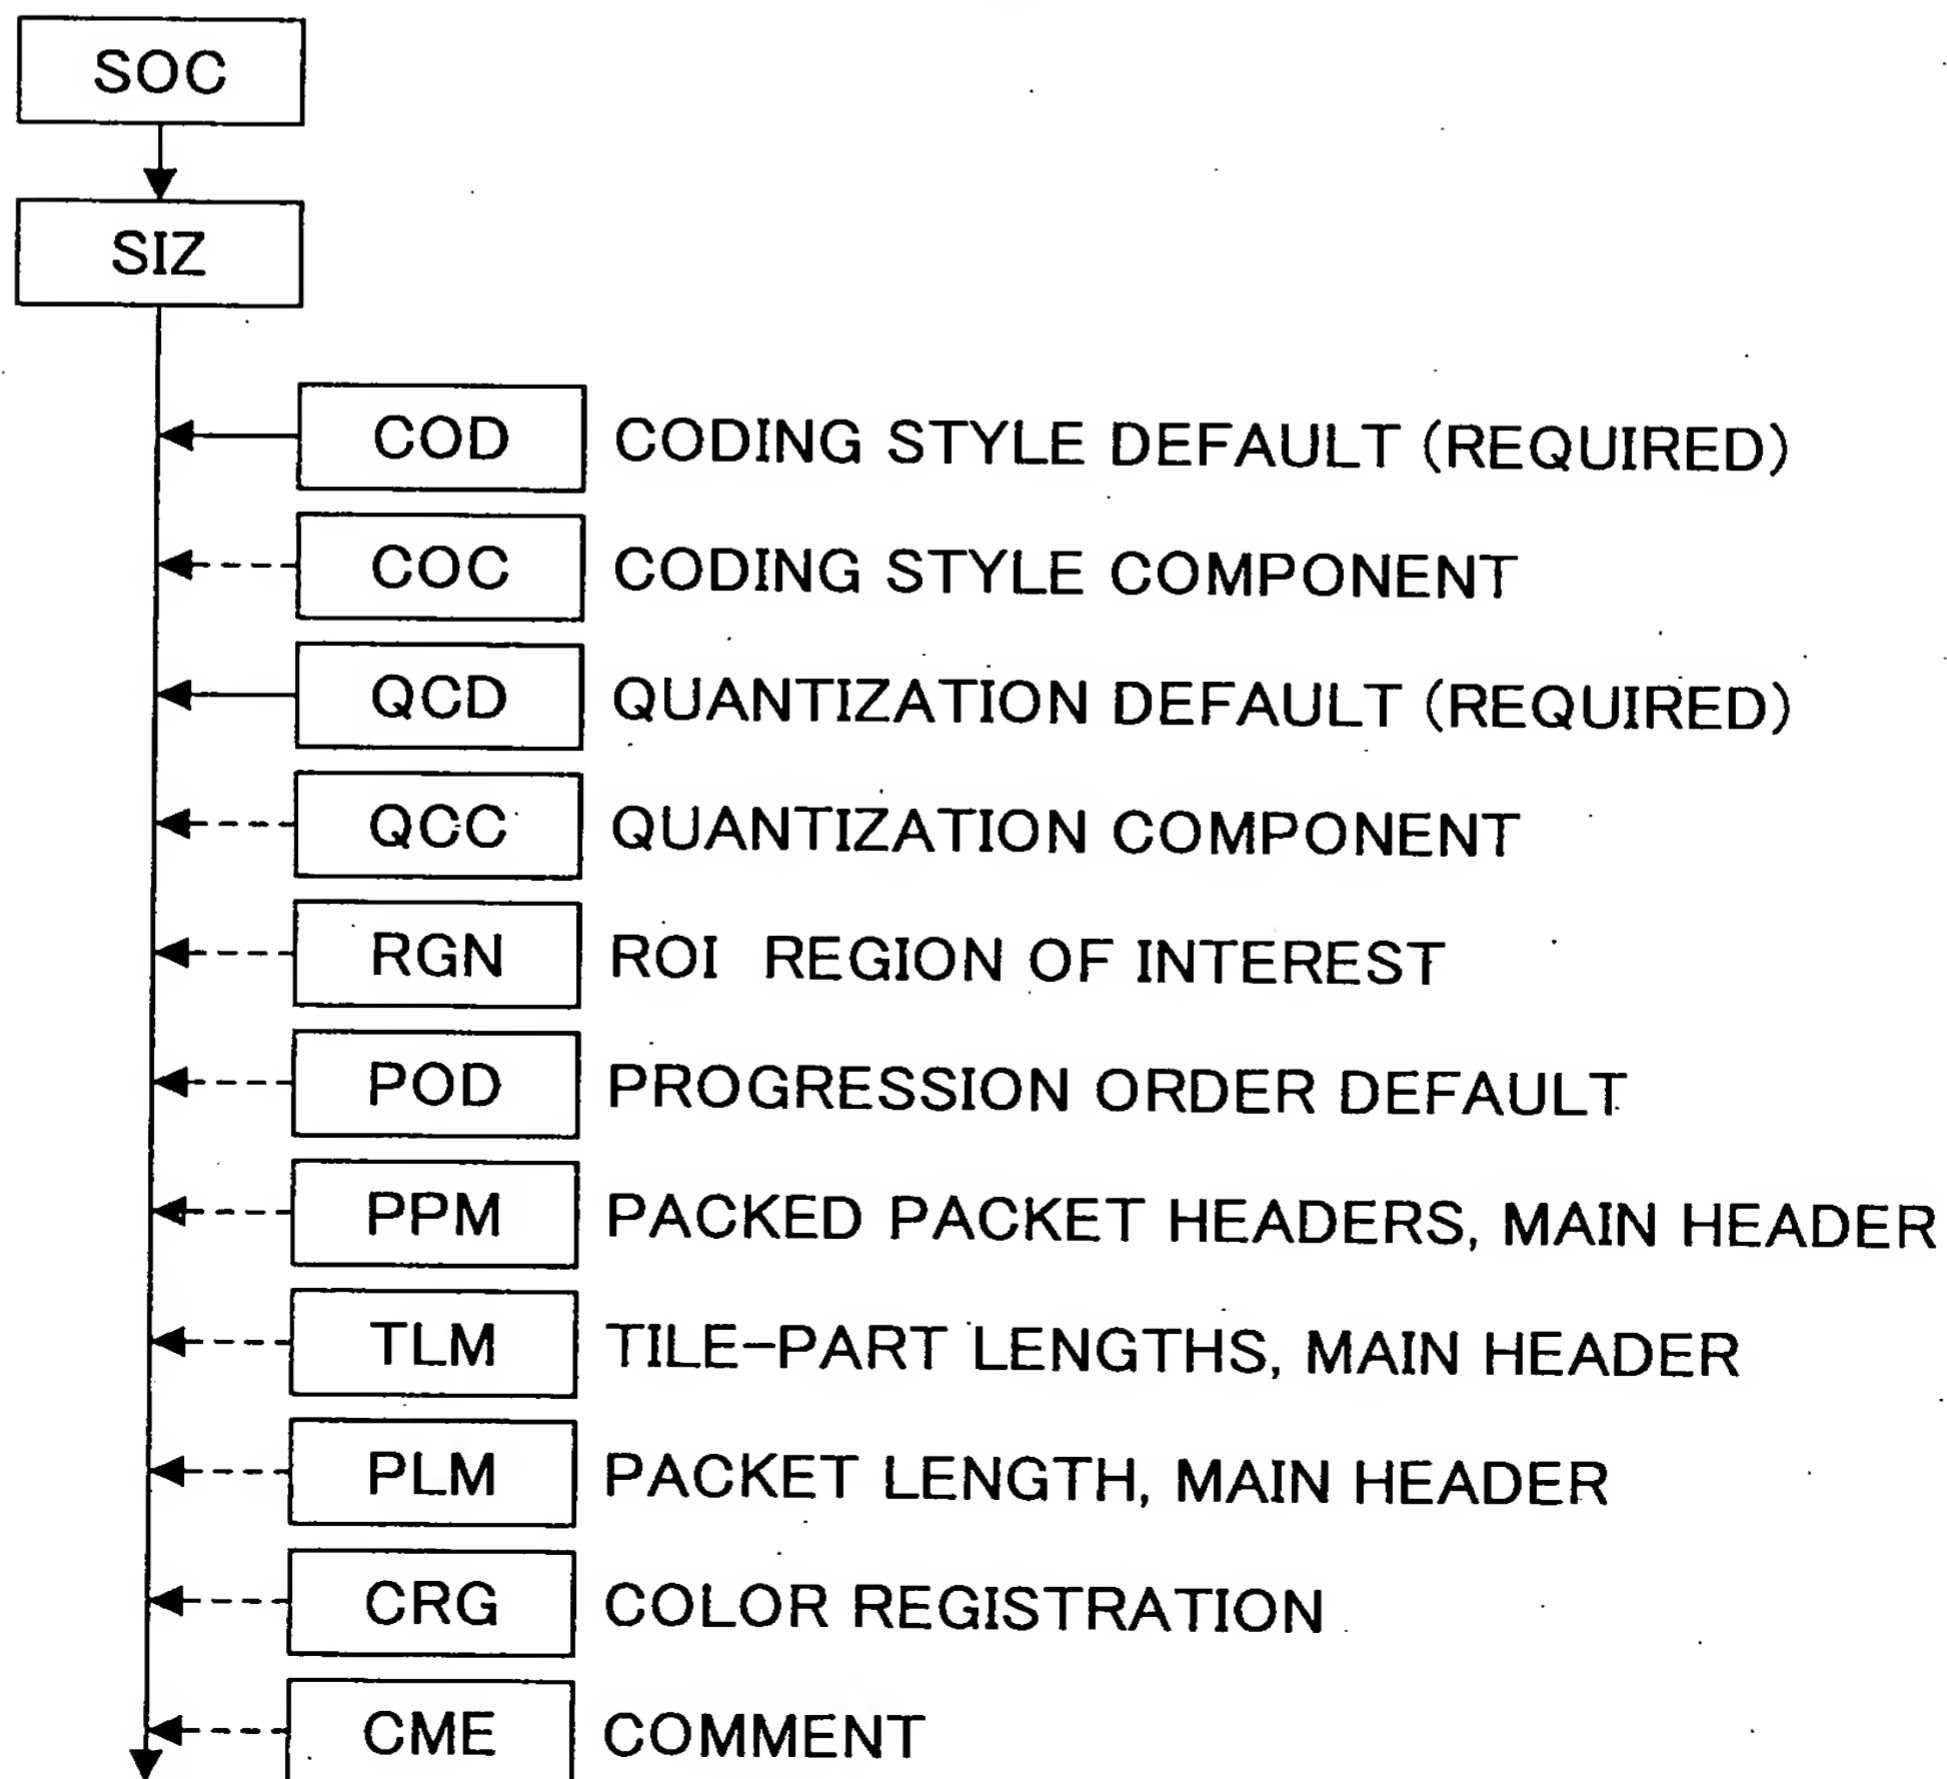 SOC
SIZ
COD CODING STYLE DEFAULT (REQUIRED)
COC CODING STYLE COMPONENT
QCD QUANTIZATION DEFAULT (REQUIRED)
QCC QUANTIZATION COMPONENT
RGN ROI REGION OF INTEREST
POD PROGRESSION ORDER DEFAULT
PPM PACKED PACKET HEADERS, MAIN HEADER
TLM TILE-PART LENGTHS, MAIN HEADER
PLM PACKET LENGTH, MAIN HEADER
CRG COLOR REGISTRATION
CME COMMENT